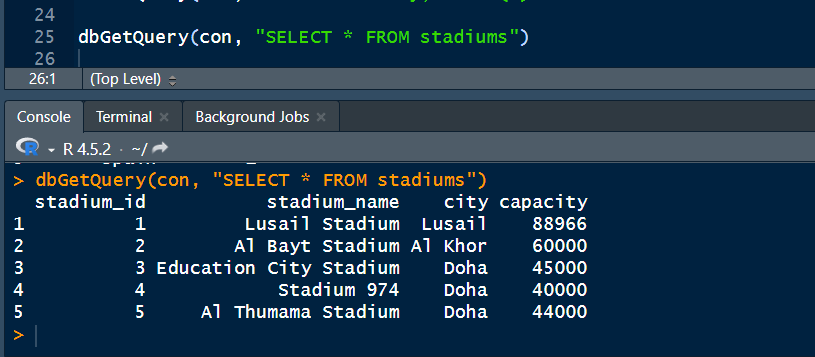 24
25 dbGetQuery(con, "SELECT * FROM stadiums")
26
26:1 (Top Level)
Console Terminal Background Jobs
R 4.5.2 · ~/
> dbGetQuery(con, "SELECT * FROM stadiums")
stadium_id stadium_name city capacity
1 1 Lusail Stadium Lusail 88966
2 2 Al Bayt Stadium Al Khor 60000
3 3 Education City Stadium Doha 45000
4 4 Stadium 974 Doha 40000
5 5 Al Thumama Stadium Doha 44000
>